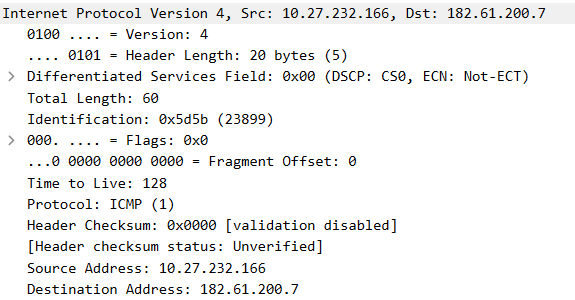 Internet Protocol Version 4, Src: 10.27.232.166, Dst: 182.61.200.7
0100 .... = Version: 4
.... 0101 = Header Length: 20 bytes (5)
Differentiated Services Field: 0x00 (DSCP: CS0, ECN: Not-ECT)
Total Length: 60
Identification: 0x5d5b (23899)
000. .... = Flags: 0x0
...0 0000 0000 0000 = Fragment Offset: 0
Time to Live: 128
Protocol: ICMP (1)
Header Checksum: 0x0000 [validation disabled]
[Header checksum status: Unverified]
Source Address: 10.27.232.166
Destination Address: 182.61.200.7